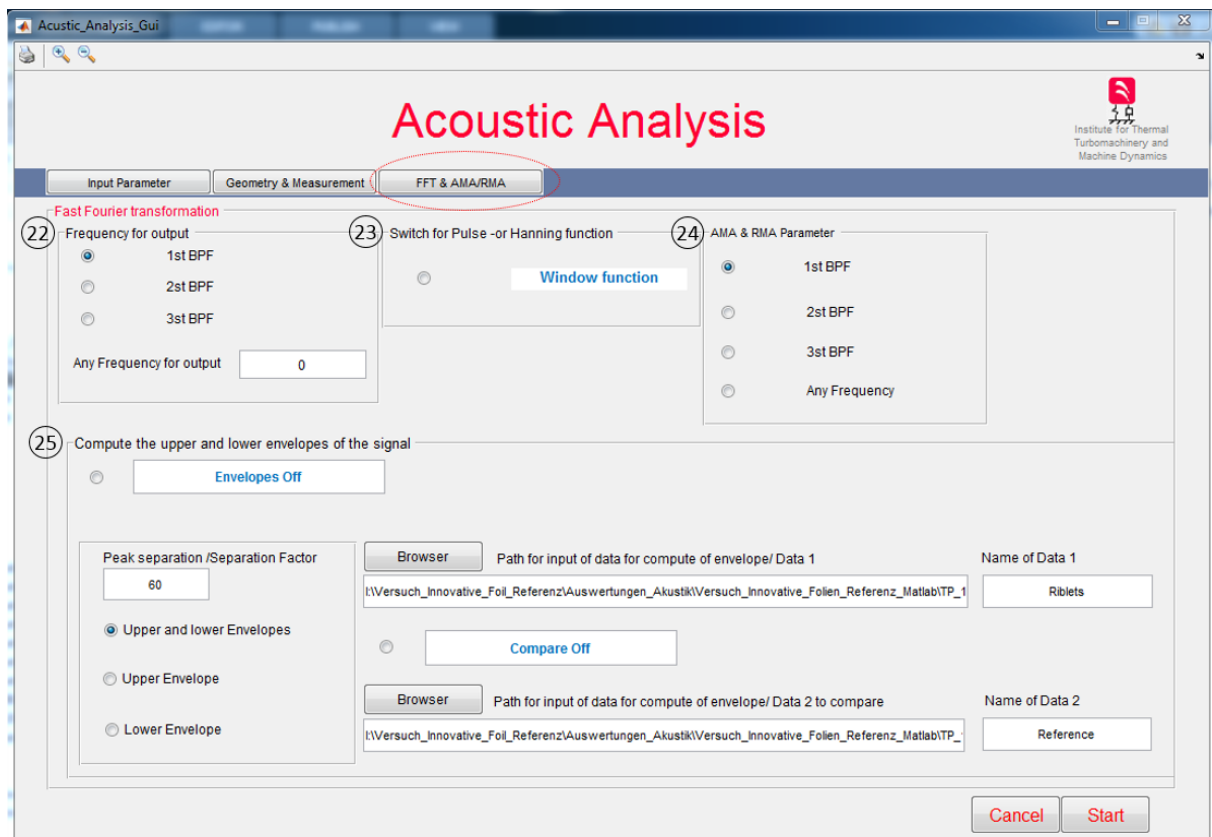 Acustic_Analysis_Gui
Acoustic Analysis
Institute for Thermal
Turbomachinery and
Machine Dynamics
Input Parameter
Geometry & Measurement
FFT & AMA/RMA
Fast Fourier transformation
22
Frequency for output
1st BPF
2st BPF
3st BPF
Any Frequency for output
0
23
Switch for Pulse -or Hanning function
Window function
24
AMA & RMA Parameter
1st BPF
2st BPF
3st BPF
Any Frequency
25
Compute the upper and lower envelopes of the signal
Envelopes Off
Peak separation /Separation Factor
60
Upper and lower Envelopes
Upper Envelope
Lower Envelope
Browser
Path for input of data for compute of envelope/ Data 1
Name of Data 1
I:\Versuch_Innovative_Foil_Referenz\Auswertungen_Akustik\Versuch_Innovative_Folien_Referenz_Matlab\TP_1
Riblets
Compare Off
Browser
Path for input of data for compute of envelope/ Data 2 to compare
Name of Data 2
I:\Versuch_Innovative_Foil_Referenz\Auswertungen_Akustik\Versuch_Innovative_Folien_Referenz_Matlab\TP_
Reference
Cancel
Start